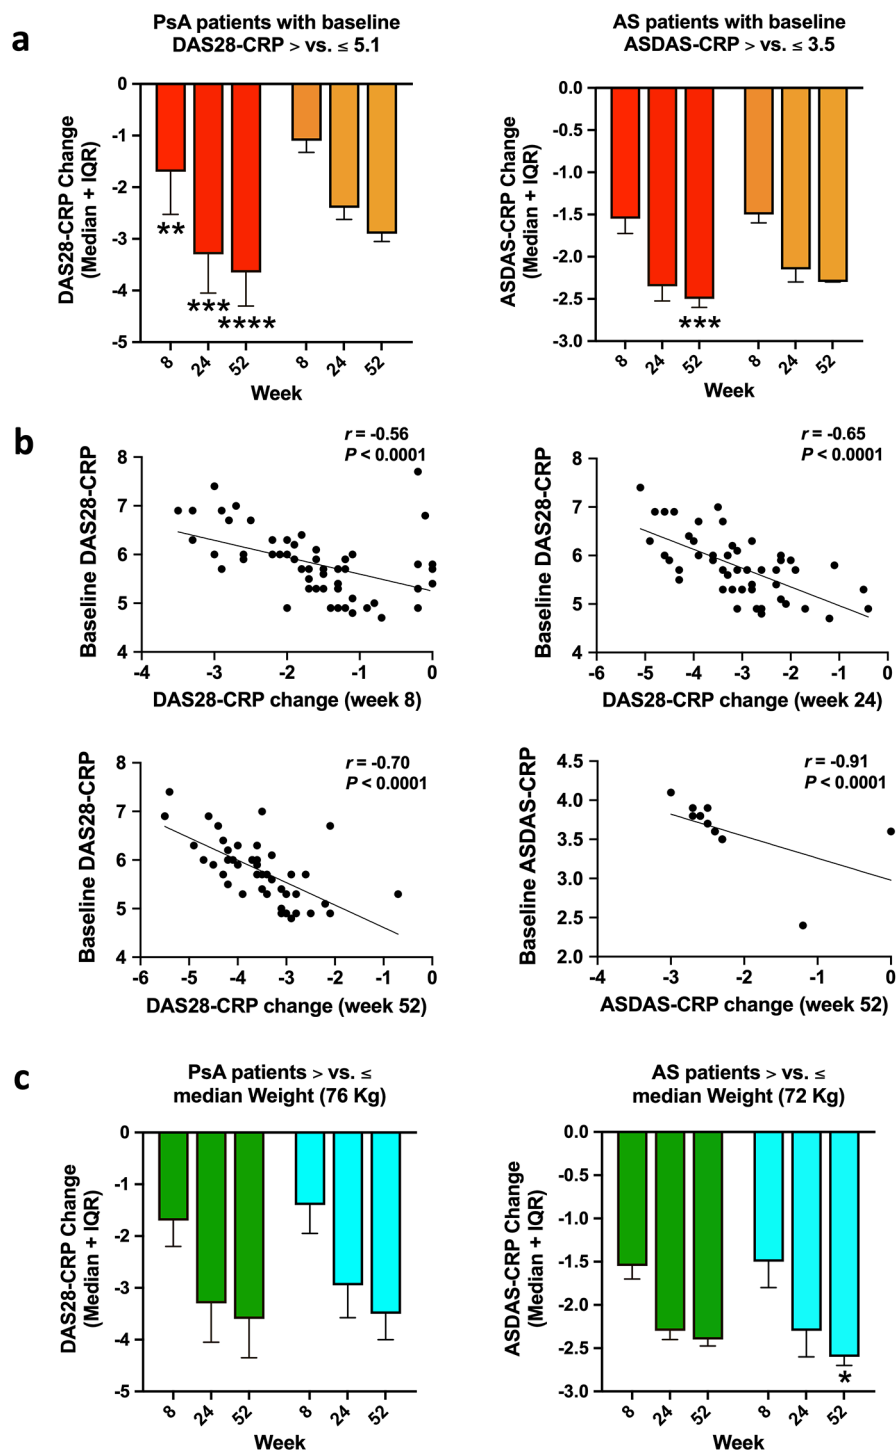 a
PsA patients with baseline
DAS28-CRP > vs. ≤ 5.1
DAS28-CRP Change
(Median + IQR)
0
-1
-2
-3
-4
-5
**
***
****
8
24
52
8
24
52
Week
AS patients with baseline
ASDAS-CRP > vs. ≤ 3.5
ASDAS-CRP Change
(Median + IQR)
0.0
-0.5
-1.0
-1.5
-2.0
-2.5
-3.0
***
8
24
52
8
24
52
Week
b
r = -0.56
P < 0.0001
Baseline DAS28-CRP
8
7
6
5
4
-4
-3
-2
-1
0
DAS28-CRP change (week 8)
r = -0.65
P < 0.0001
Baseline DAS28-CRP
8
7
6
5
4
-6
-5
-4
-3
-2
-1
0
DAS28-CRP change (week 24)
r = -0.70
P < 0.0001
Baseline DAS28-CRP
8
7
6
5
4
-6
-5
-4
-3
-2
-1
0
DAS28-CRP change (week 52)
r = -0.91
P < 0.0001
Baseline ASDAS-CRP
4.5
4.0
3.5
3.0
2.5
2.0
-4
-3
-2
-1
0
ASDAS-CRP change (week 52)
c
PsA patients > vs. ≤
median Weight (76 Kg)
DAS28-CRP Change
(Median + IQR)
0
-1
-2
-3
-4
-5
8
24
52
8
24
52
Week
AS patients > vs. ≤
median Weight (72 Kg)
ASDAS-CRP Change
(Median + IQR)
0.0
-0.5
-1.0
-1.5
-2.0
-2.5
-3.0
*
8
24
52
8
24
52
Week